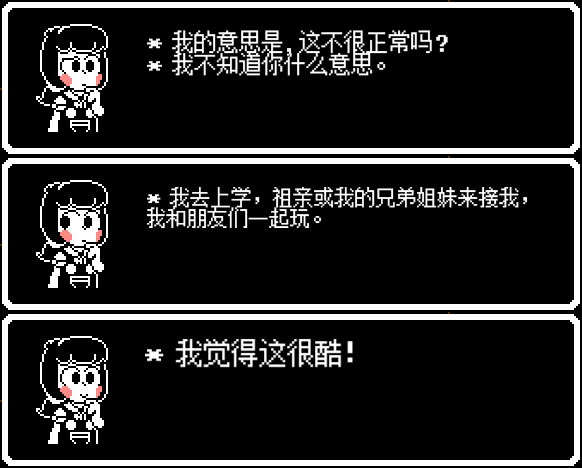 * 我的意思是,这不很正常吗?
* 我不知道你什么意思。
* 我去上学，祖亲或我的兄弟姐妹来接我，
我和朋友们一起玩。
* 我觉得这很酷!